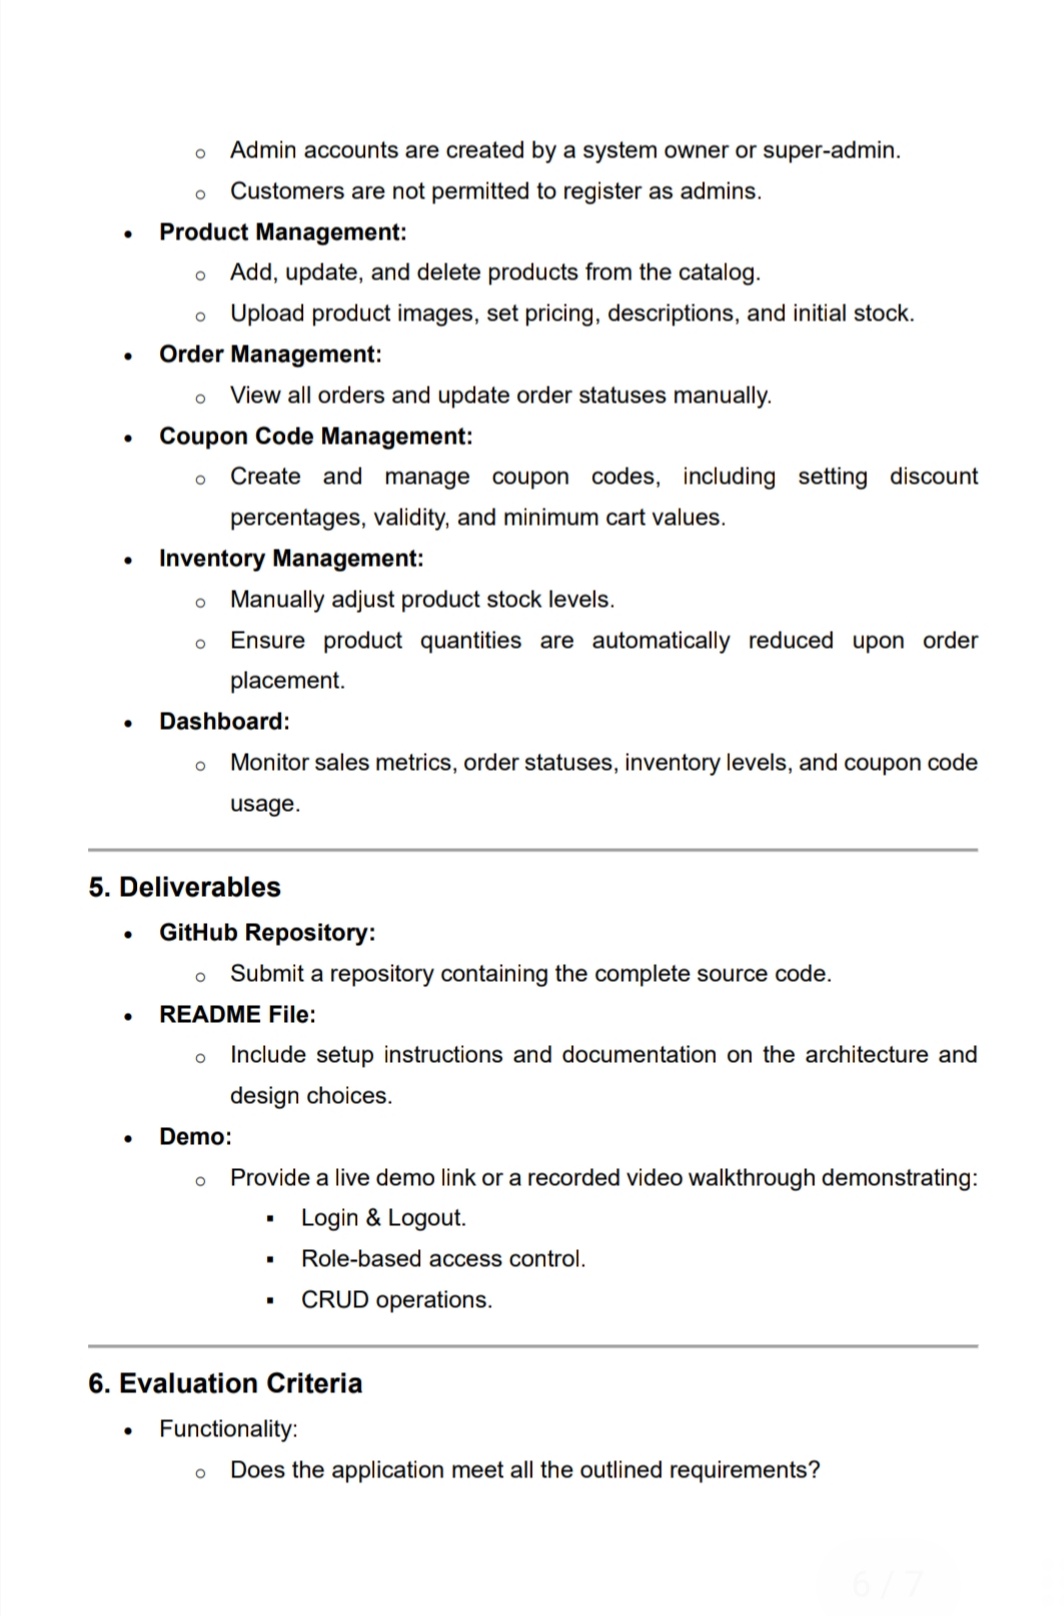 ○ Admin accounts are created by a system owner or super-admin.
○ Customers are not permitted to register as admins.
• Product Management:
○ Add, update, and delete products from the catalog.
○ Upload product images, set pricing, descriptions, and initial stock.
• Order Management:
○ View all orders and update order statuses manually.
• Coupon Code Management:
○ Create and manage coupon codes, including setting discount
percentages, validity, and minimum cart values.
• Inventory Management:
○ Manually adjust product stock levels.
○ Ensure product quantities are automatically reduced upon order
placement.
• Dashboard:
○ Monitor sales metrics, order statuses, inventory levels, and coupon code
usage.
5. Deliverables
• GitHub Repository:
○ Submit a repository containing the complete source code.
• README File:
○ Include setup instructions and documentation on the architecture and
design choices.
• Demo:
○ Provide a live demo link or a recorded video walkthrough demonstrating:
▪ Login & Logout.
▪ Role-based access control.
▪ CRUD operations.
6. Evaluation Criteria
• Functionality:
○ Does the application meet all the outlined requirements?
6 / 7